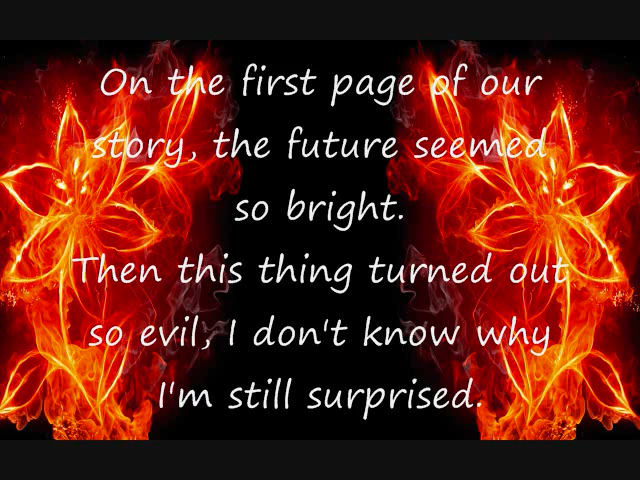 On the first page of our
story, the future seemed
so bright.
Then this thing turned out
so evil, I don't know why
I'm still surprised.